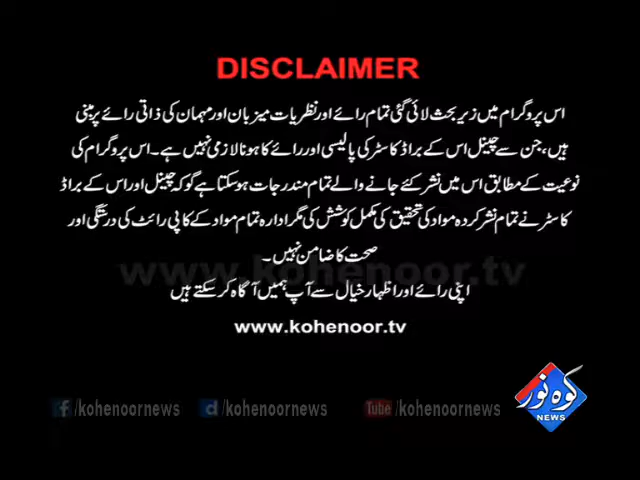 DISCLAIMER
اس پروگرام میں زیر بحث لائی گئی تمام رائے اور نظریات میزبان اور مہمان کی ذاتی رائے پر مبنی
ہیں، جن سے چینل اس کے براڈ کاسٹر کی پالیسی اور رائے کا ہونا لازمی نہیں ہے۔ اس پروگرام کی
نوعیت کے مطابق اس میں نشر کئے جانے والے تمام مندرجات ہوسکتا ہے گو کہ چینل اور اس کے براڈ
کاسٹر نے تمام نشر کردہ مواد کی تحقیق کی مکمل کوشش کی مگر ادارہ تمام مواد کے کاپی رائٹ کی درستگی اور
صحت کا ضامن نہیں۔
www.kohenoor.tv
اپنی رائے اور اظہار خیال سے آپ ہمیں آگاہ کرسکتے ہیں
www.kohenoor.tv
f /kohenoornews d /kohenoornews You Tube /kohenoornews
کوہ نور
NEWS